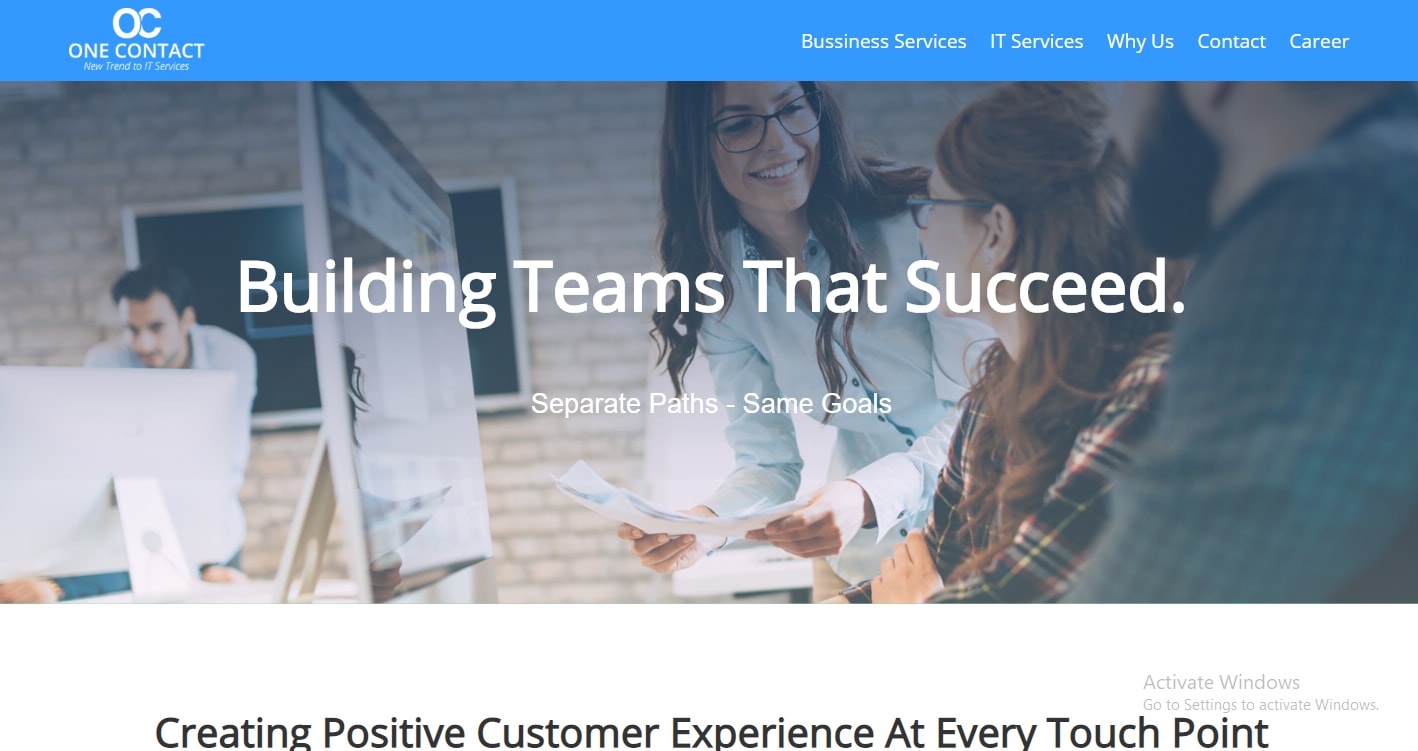 OC
ONE CONTACT
New Trend to IT Services
Bussiness Services IT Services Why Us Contact Career
Building Teams That Succeed.
Separate Paths - Same Goals
Activate Windows
Go to Settings to activate Windows.
Creating Positive Customer Experience At Every Touch Point